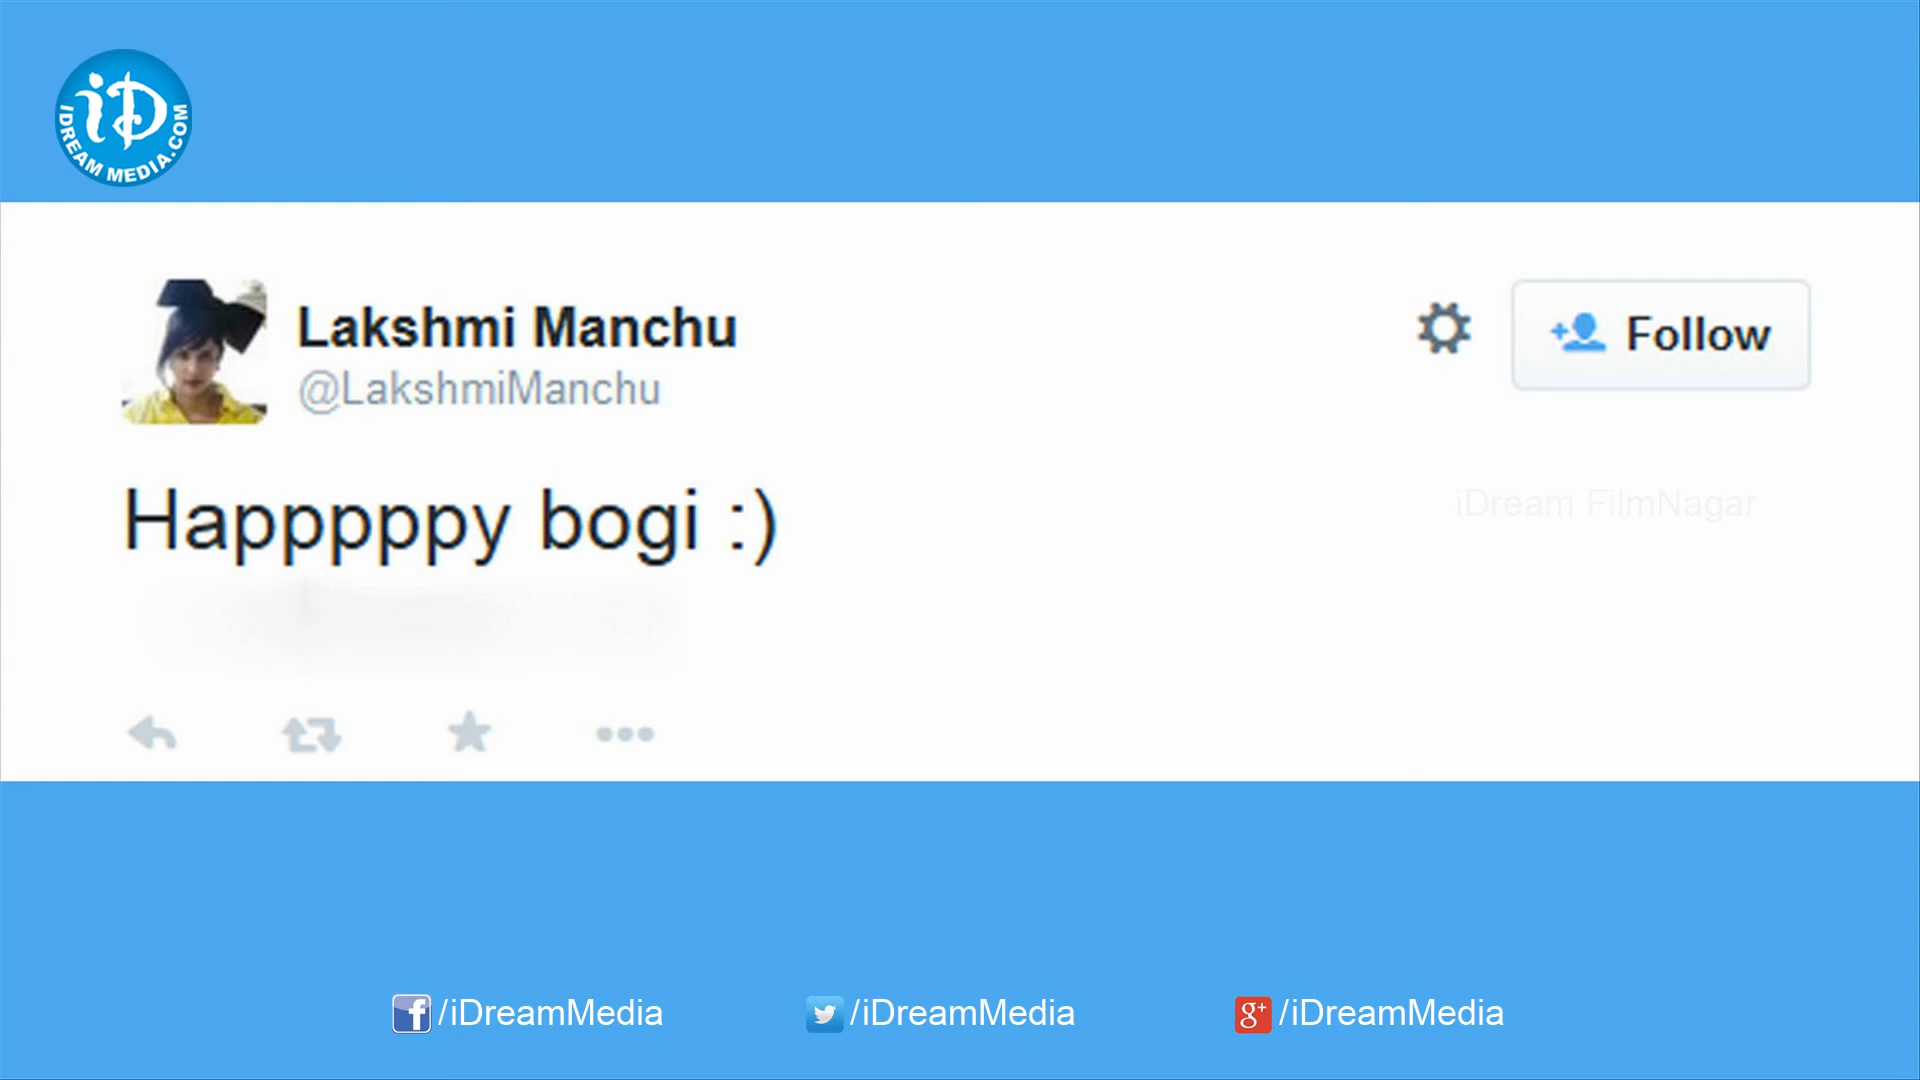 iD
IDREAM MEDIA.COM
Lakshmi Manchu
@LakshmiManchu
Follow
Happpppy bogi :)
iDream FilmNagar
/iDreamMedia
/iDreamMedia
/iDreamMedia